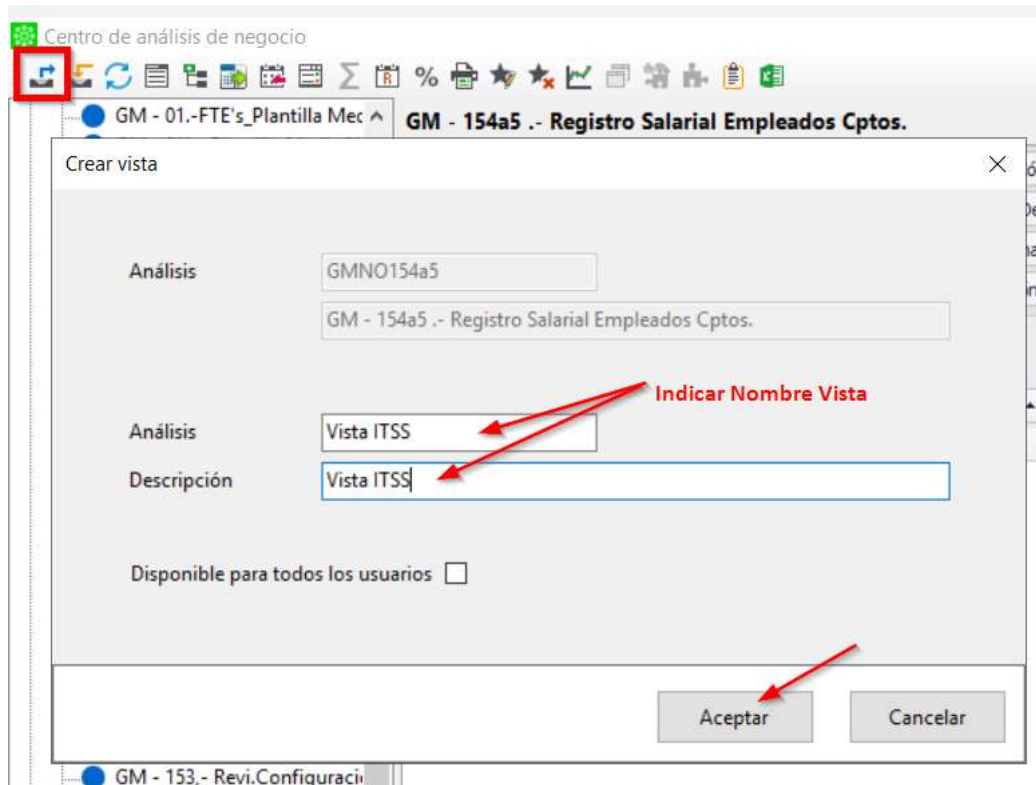 Centro de análisis de negocio
GM - 01.-FTE's_Plantilla Mec
GM - 154a5 .- Registro Salarial Empleados Cptos.
Crear vista
Análisis
GMNO154a5
GM - 154a5 .- Registro Salarial Empleados Cptos.
Indicar Nombre Vista
Análisis
Vista ITSS
Descripción
Vista ITSS
Disponible para todos los usuarios
Aceptar
Cancelar
GM - 153.- Revi.Configuraci